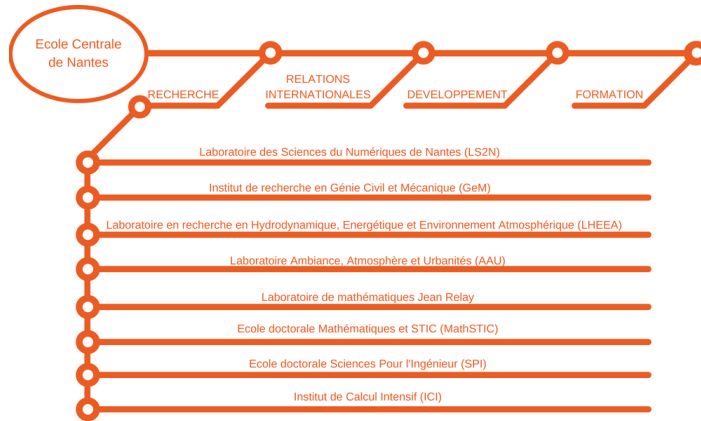 Ecole Centrale
de Nantes
RECHERCHE
RELATIONS
INTERNATIONALES
DEVELOPPEMENT
FORMATION
Laboratoire des Sciences du Numériques de Nantes (LS2N)
Institut de recherche en Génie Civil et Mécanique (GeM)
Laboratoire en recherche en Hydrodynamique, Energétique et Environnement Atmosphérique (LHEEA)
Laboratoire Ambiance, Atmosphère et Urbanités (AAU)
Laboratoire de mathématiques Jean Relay
Ecole doctorale Mathématiques et STIC (MathSTIC)
Ecole doctorale Sciences Pour l'Ingénieur (SPI)
Institut de Calcul Intensif (ICI)